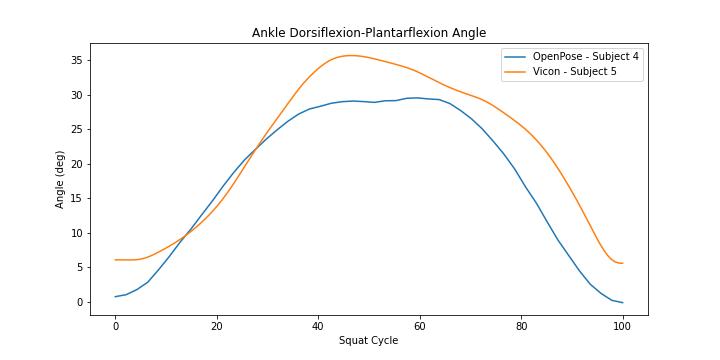 Ankle Dorsiflexion-Plantarflexion Angle
OpenPose - Subject 4
Vicon - Subject 5
Angle (deg)
35
30
25
20
15
10
5
0
0 20 40 60 80 100
Squat Cycle